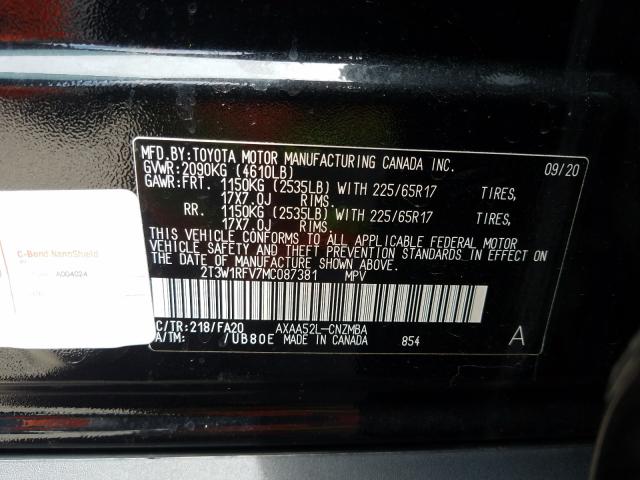 MFD.BY:TOYOTA MOTOR MANUFACTURING CANADA INC. 09/20
GVWR:2090KG (4610LB)
GAWR:FRT. 1150KG (2535LB) WITH 225/65R17 TIRES,
17X7.0J RIMS.
RR. 1150KG (2535LB) WITH 225/65R17 TIRES,
17X7.0J RIMS.
THIS VEHICLE CONFORMS TO ALL APPLICABLE FEDERAL MOTOR
VEHICLE SAFETY AND THEFT PREVENTION STANDARDS IN EFFECT ON
THE DATE OF MANUFACTURE SHOWN ABOVE.
2T3W1RFV7MC087381 MPV
C/TR:218/FA20 AXAA52L-CNZMBA
A/TM: /UB80E MADE IN CANADA 854 A
C-Bond NanoShield
A004024